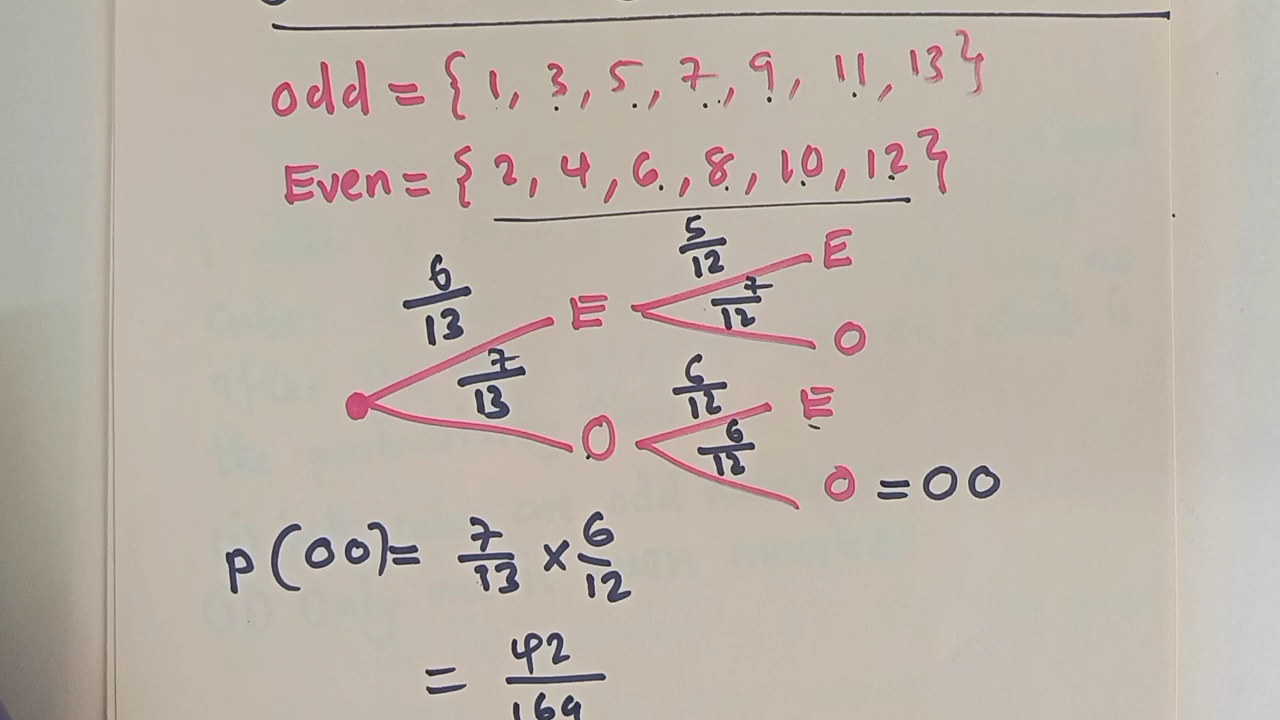 odd = { 1, 3, 5, 7, 9, 11, 13}
Even = { 2, 4, 6, 8, 10, 12}
5/12 E
6/13 E 7/12 O
7/13 O 6/12 E
6/12 O = OO
P(OO) = 7/13 × 6/12
= 42/169